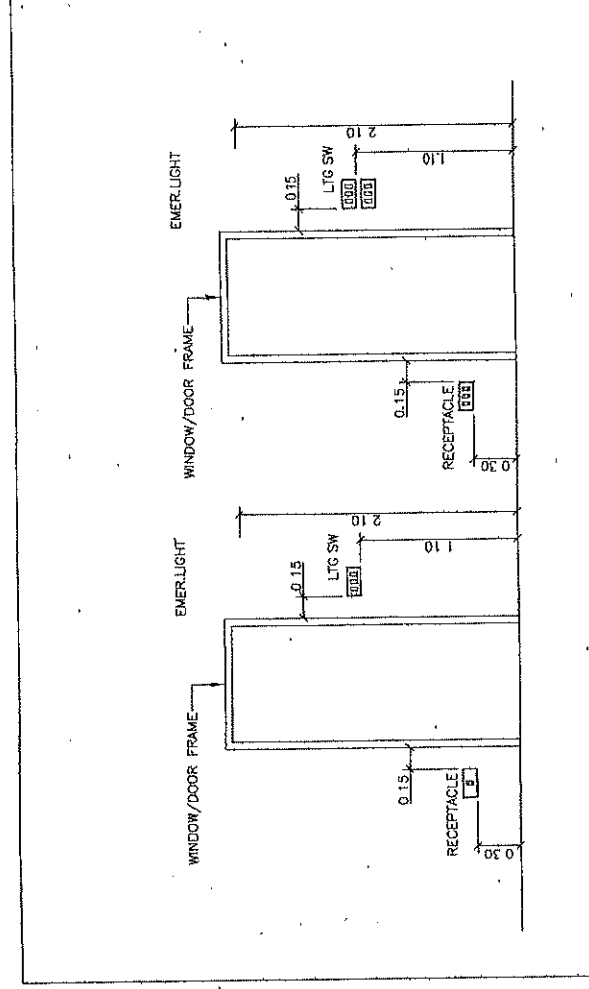 WINDOW/DOOR FRAME
EMER.LIGHT
0 15
LTG SW
2 10
1 10
0.15
RECEPTACLE
0 30
WINDOW/DOOR FRAME
EMER.LIGHT
0.15
LTG SW
2 10
1.10
0.15
RECEPTACLE
0 30